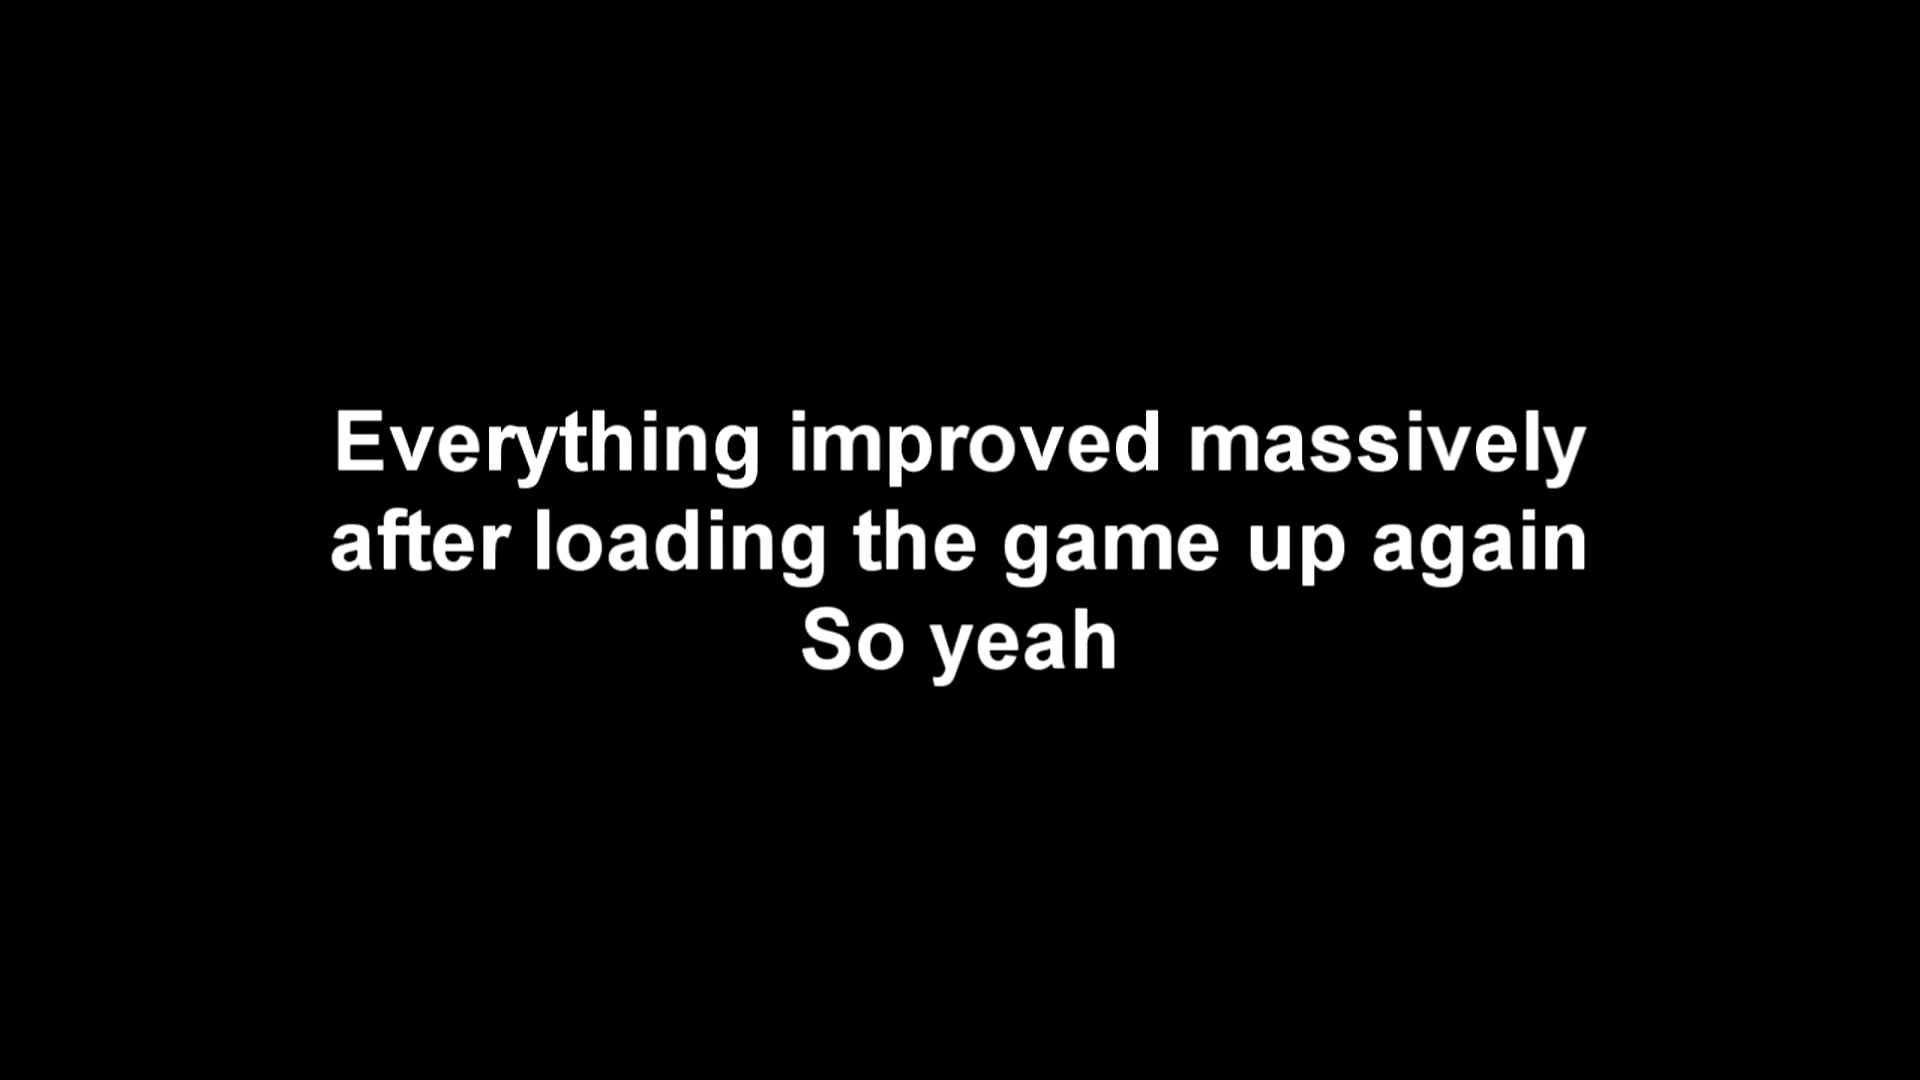 Everything improved massively
after loading the game up again
So yeah